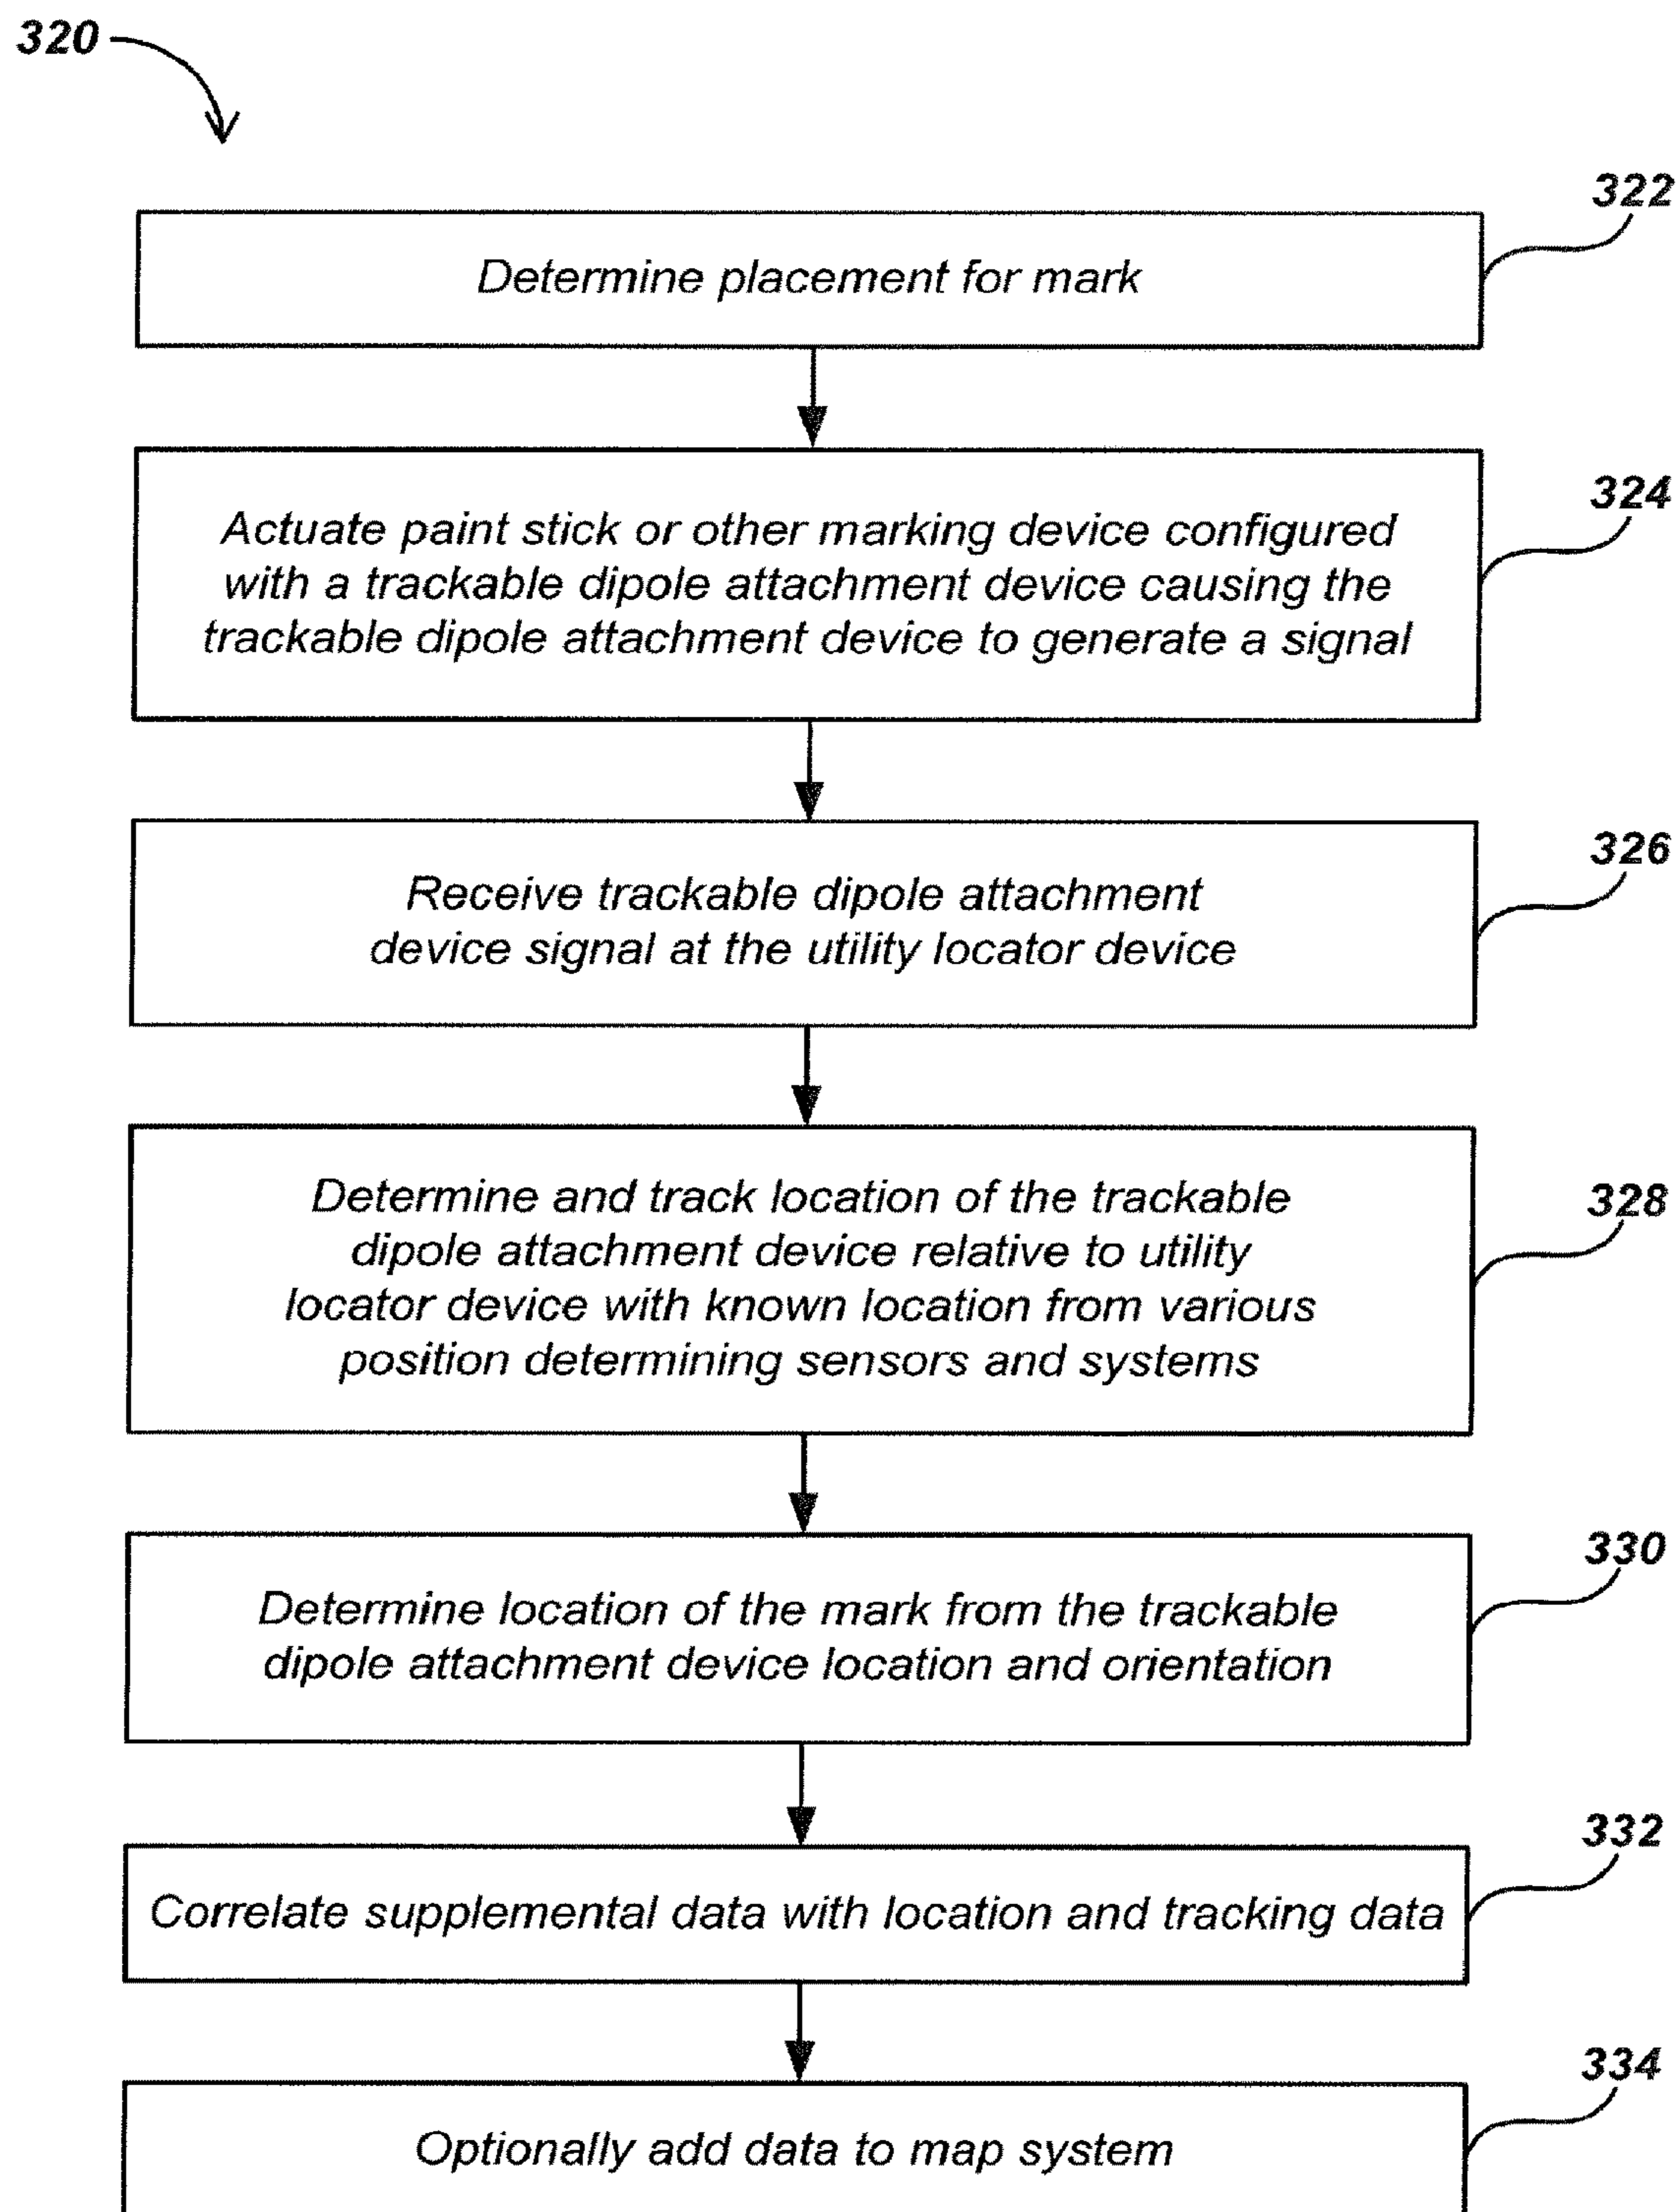 320
322
Determine placement for mark
324
Actuate paint stick or other marking device configured
with a trackable dipole attachment device causing the
trackable dipole attachment device to generate a signal
326
Receive trackable dipole attachment
device signal at the utility locator device
328
Determine and track location of the trackable
dipole attachment device relative to utility
locator device with known location from various
position determining sensors and systems
330
Determine location of the mark from the trackable
dipole attachment device location and orientation
332
Correlate supplemental data with location and tracking data
334
Optionally add data to map system